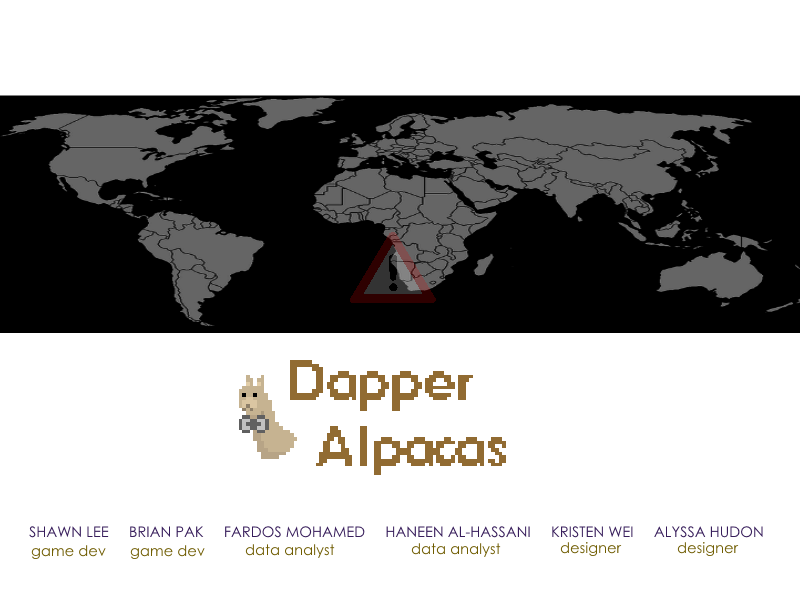 Dapper
Alpacas
SHAWN LEE BRIAN PAK FARDOS MOHAMED HANEEN AL-HASSANI KRISTEN WEI ALYSSA HUDON
game dev game dev data analyst data analyst designer designer